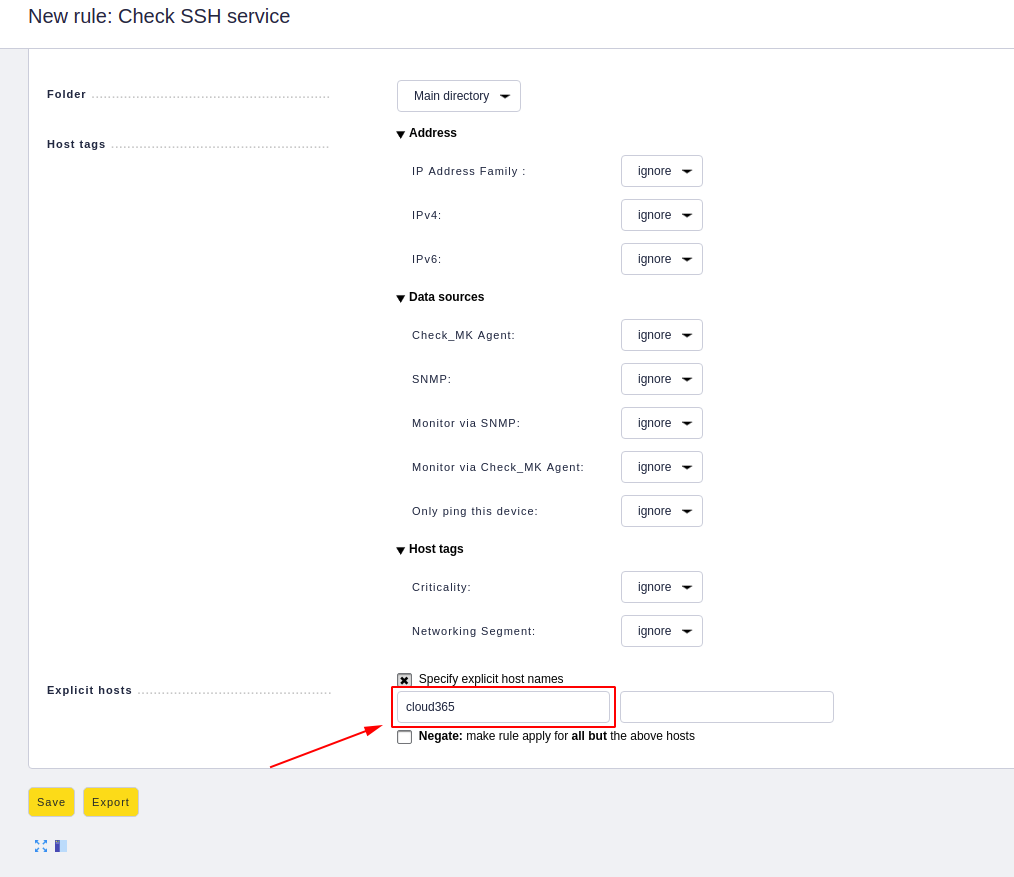 New rule: Check SSH service
Folder
Main directory
Host tags
Address
IP Address Family :
ignore
IPv4:
ignore
IPv6:
ignore
Data sources
Check_MK Agent:
ignore
SNMP:
ignore
Monitor via SNMP:
ignore
Monitor via Check_MK Agent:
ignore
Only ping this device:
ignore
Host tags
Criticality:
ignore
Networking Segment:
ignore
Explicit hosts
Specify explicit host names
cloud365
Negate: make rule apply for all but the above hosts
Save Export